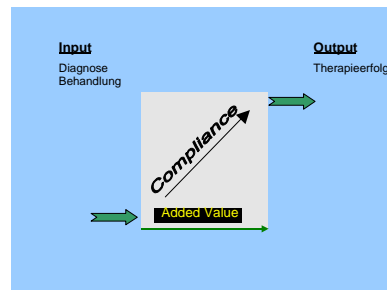 Input
Diagnose
Behandlung
Output
Therapieerfolg
Compliance
Added Value